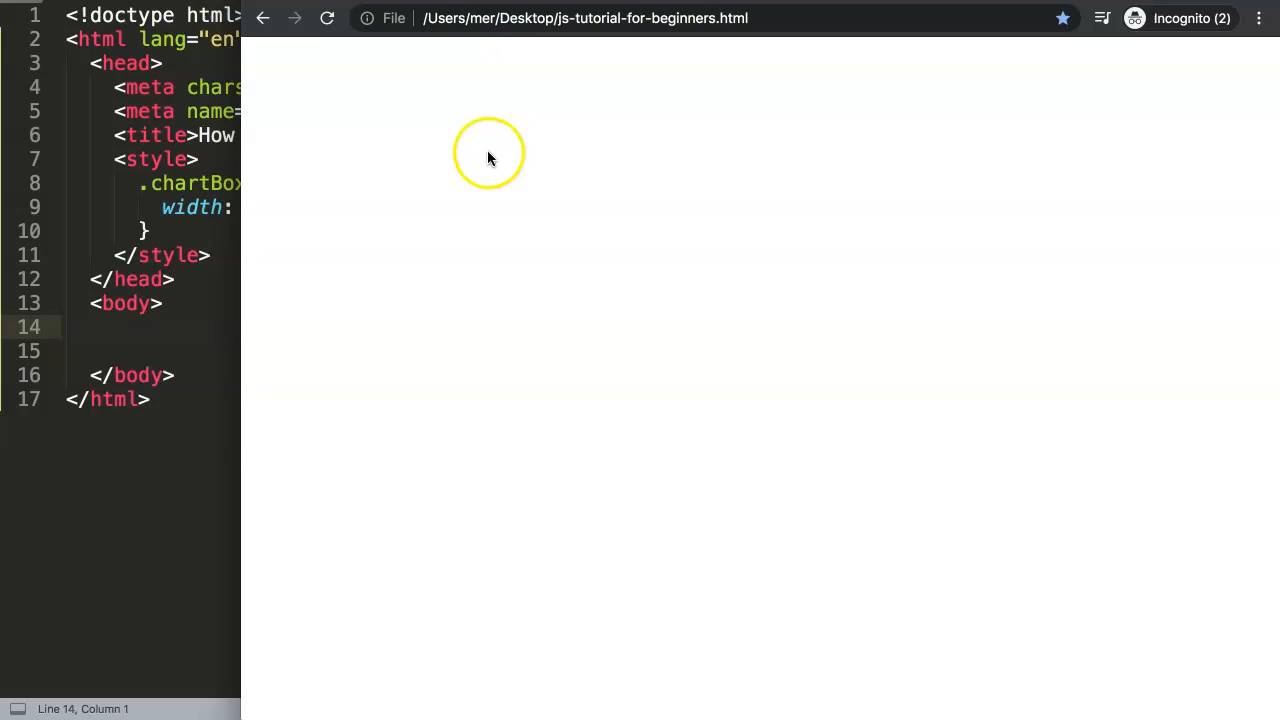 File /Users/mer/Desktop/js-tutorial-for-beginners.html Incognito (2)
1 <!doctype html>
2 <html lang="en"
3 <head>
4 <meta chars
5 <meta name=
6 <title>How
7 <style>
8 .chartBox
9 width:
10 }
11 </style>
12 </head>
13 <body>
14
15
16 </body>
17 </html>
Line 14, Column 1